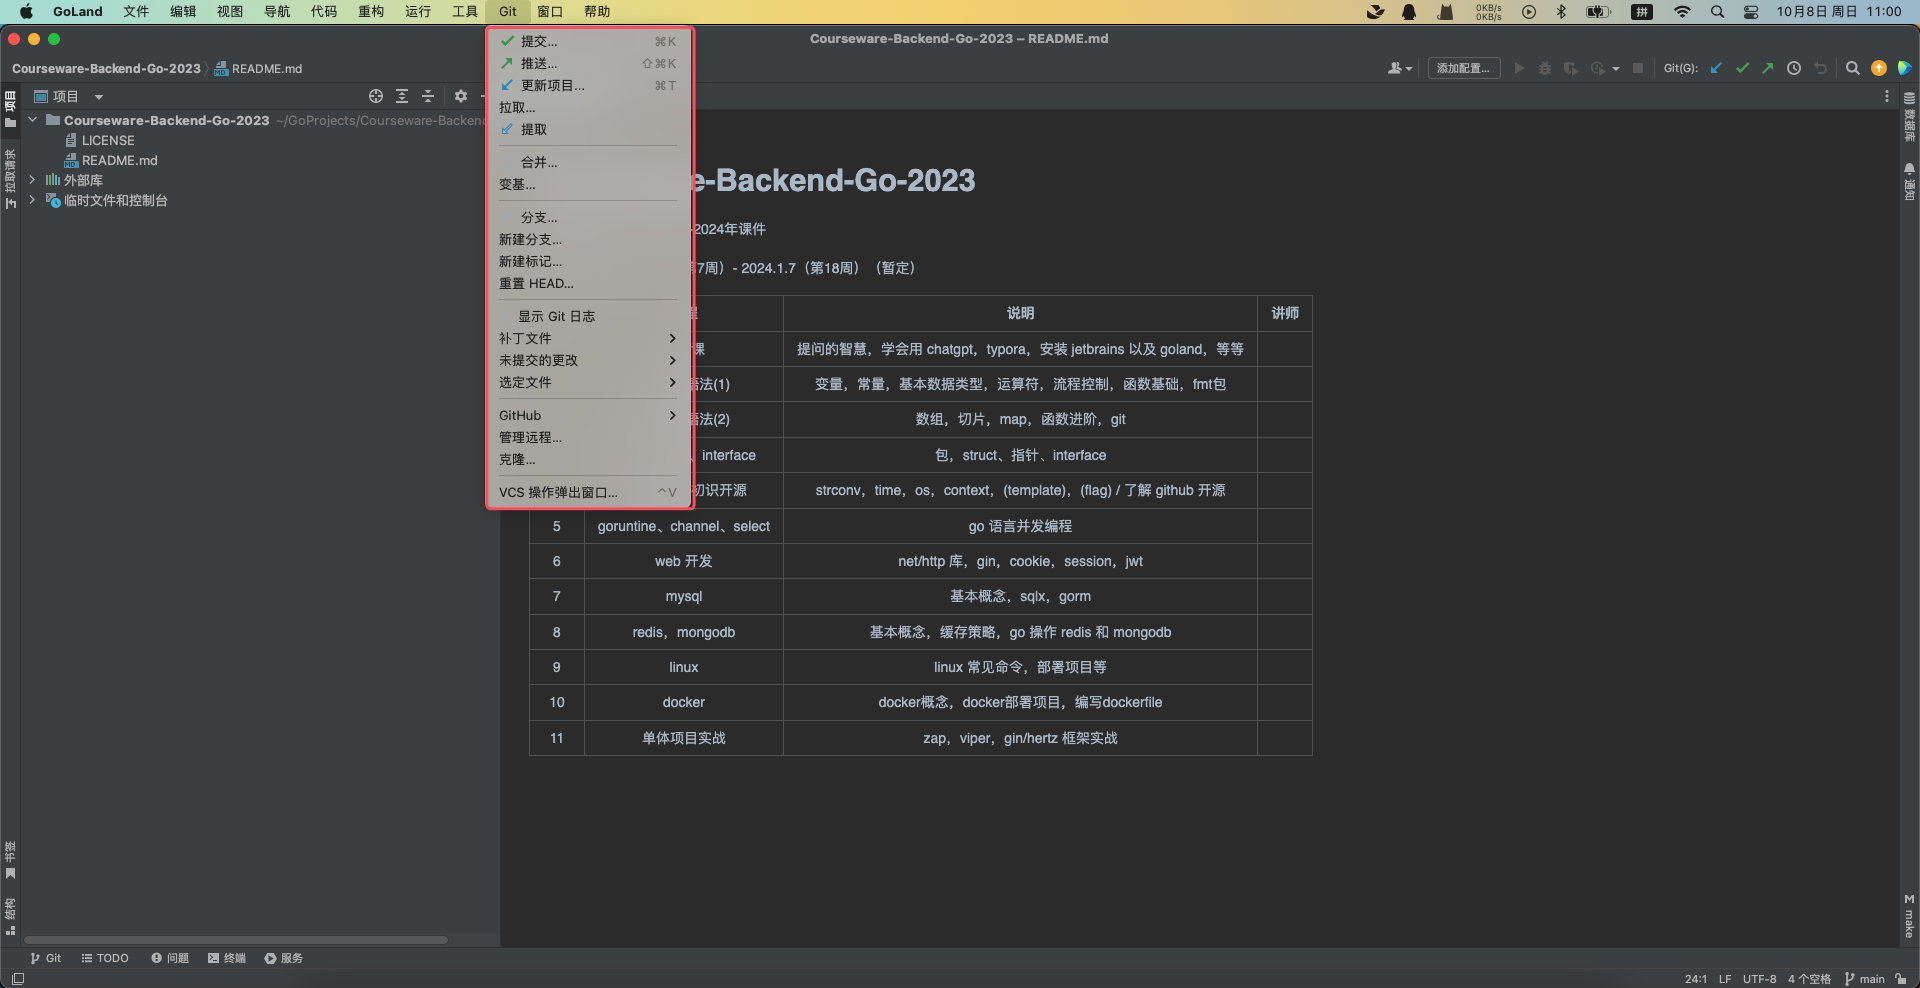 GoLand 文件 编辑 视图 导航 代码 重构 运行 工具 Git 窗口 帮助
0KB/s
0KB/s
拼
10月8日 周日 11:00
Courseware-Backend-Go-2023 – README.md
Courseware-Backend-Go-2023 README.md
添加配置...
Git(G):
项目
Courseware-Backend-Go-2023 ~/GoProjects/Courseware-Backend
LICENSE
README.md
外部库
临时文件和控制台
项目
拉取请求
书签
结构
提交... ⌘K
推送... ⇧⌘K
更新项目... ⌘T
拉取...
提取
合并...
变基...
分支...
新建分支...
新建标记...
重置 HEAD...
显示 Git 日志
补丁文件
未提交的更改
选定文件
GitHub
管理远程...
克隆...
VCS 操作弹出窗口... ^V
e-Backend-Go-2023
-2024年课件
7周）- 2024.1.7（第18周）（暂定）
说明 讲师
课 提问的智慧，学会用 chatgpt，typora，安装 jetbrains 以及 goland，等等
语法(1) 变量，常量，基本数据类型，运算符，流程控制，函数基础，fmt包
语法(2) 数组，切片，map，函数进阶，git
、interface 包，struct、指针、interface
初识开源 strconv，time，os，context，(template)，(flag) / 了解 github 开源
5 goruntine、channel、select go 语言并发编程
6 web 开发 net/http 库，gin，cookie，session，jwt
7 mysql 基本概念，sqlx，gorm
8 redis，mongodb 基本概念，缓存策略，go 操作 redis 和 mongodb
9 linux linux 常见命令，部署项目等
10 docker docker概念，docker部署项目，编写dockerfile
11 单体项目实战 zap，viper，gin/hertz 框架实战
数据库
通知
M make
Git TODO 问题 终端 服务
24:1 LF UTF-8 4 个空格 main